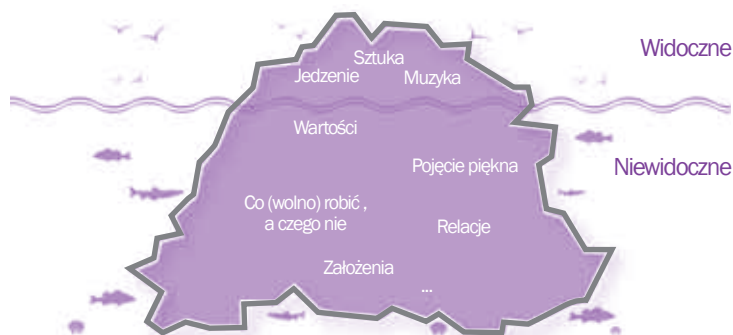 Widoczne
Sztuka
Jedzenie
Muzyka
Wartości
Pojęcie piękna
Niewidoczne
Co (wolno) robić ,
a czego nie
Relacje
Założenia
...